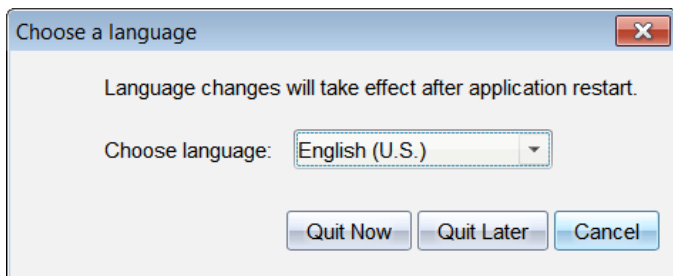 Choose a language
Language changes will take effect after application restart.
Choose language: English (U.S.)
Quit Now Quit Later Cancel